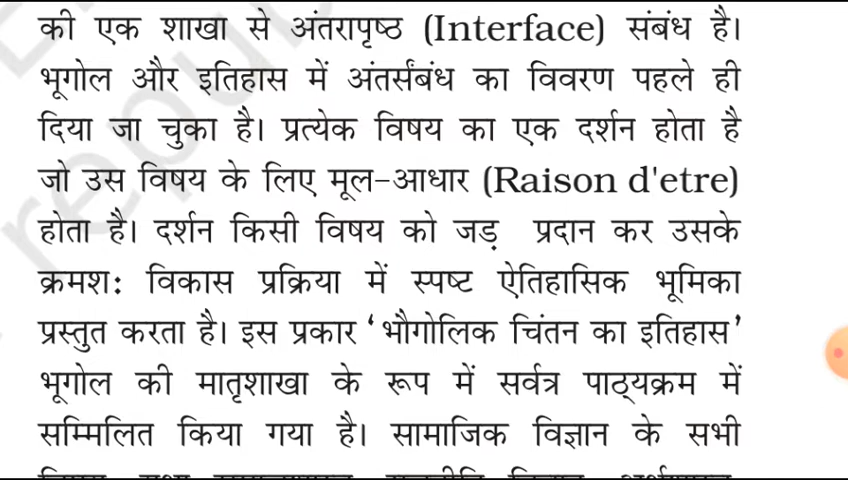 की एक शाखा से अंतरापृष्ठ (Interface) संबंध है।
भूगोल और इतिहास में अंतर्संबंध का विवरण पहले ही
दिया जा चुका है। प्रत्येक विषय का एक दर्शन होता है
जो उस विषय के लिए मूल-आधार (Raison d'etre)
होता है। दर्शन किसी विषय को जड़ प्रदान कर उसके
क्रमश: विकास प्रक्रिया में स्पष्ट ऐतिहासिक भूमिका
प्रस्तुत करता है। इस प्रकार ‘भौगोलिक चिंतन का इतिहास’
भूगोल की मातृशाखा के रूप में सर्वत्र पाठ्यक्रम में
सम्मिलित किया गया है। सामाजिक विज्ञान के सभी